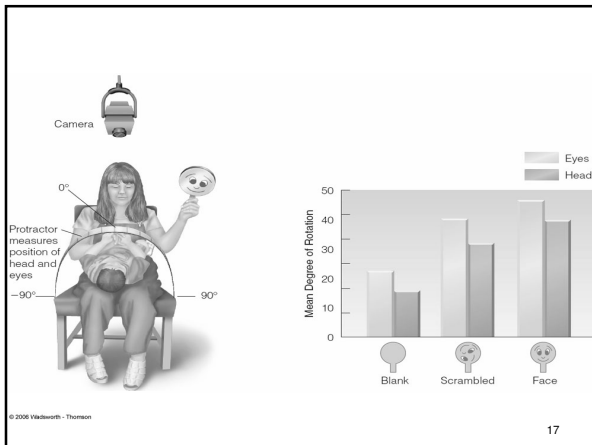 Camera
0°
Protractor
measures
position of
head and
eyes
−90°
90°
Eyes
Head
Mean Degree of Rotation
50
40
30
20
10
0
Blank
Scrambled
Face
© 2006 Wadsworth - Thomson
17